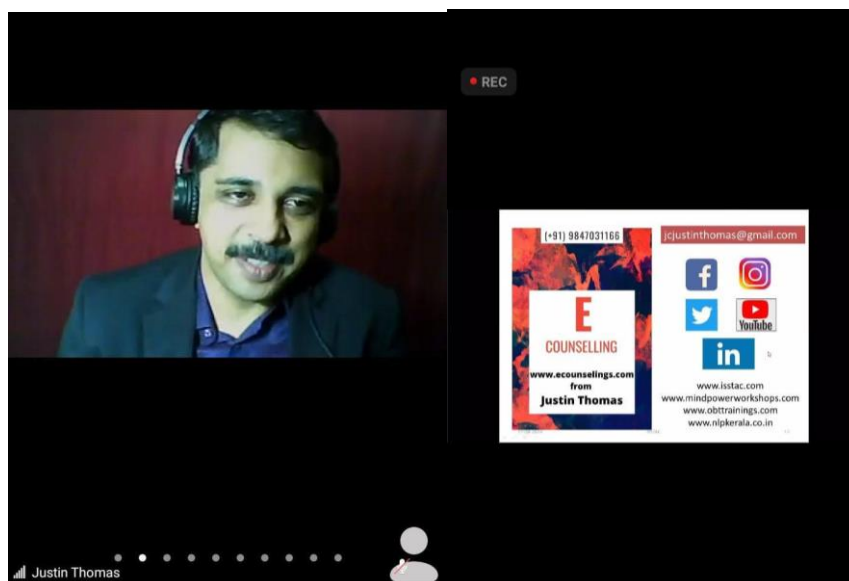 REC
(+91) 9847031166
jcjustinthomas@gmail.com
E
COUNSELLING
www.ecounselings.com
from
Justin Thomas
YouTube
in
www.isstac.com
www.mindpowerworkshops.com
www.obttrainings.com
www.nlpkerala.co.in
Justin Thomas